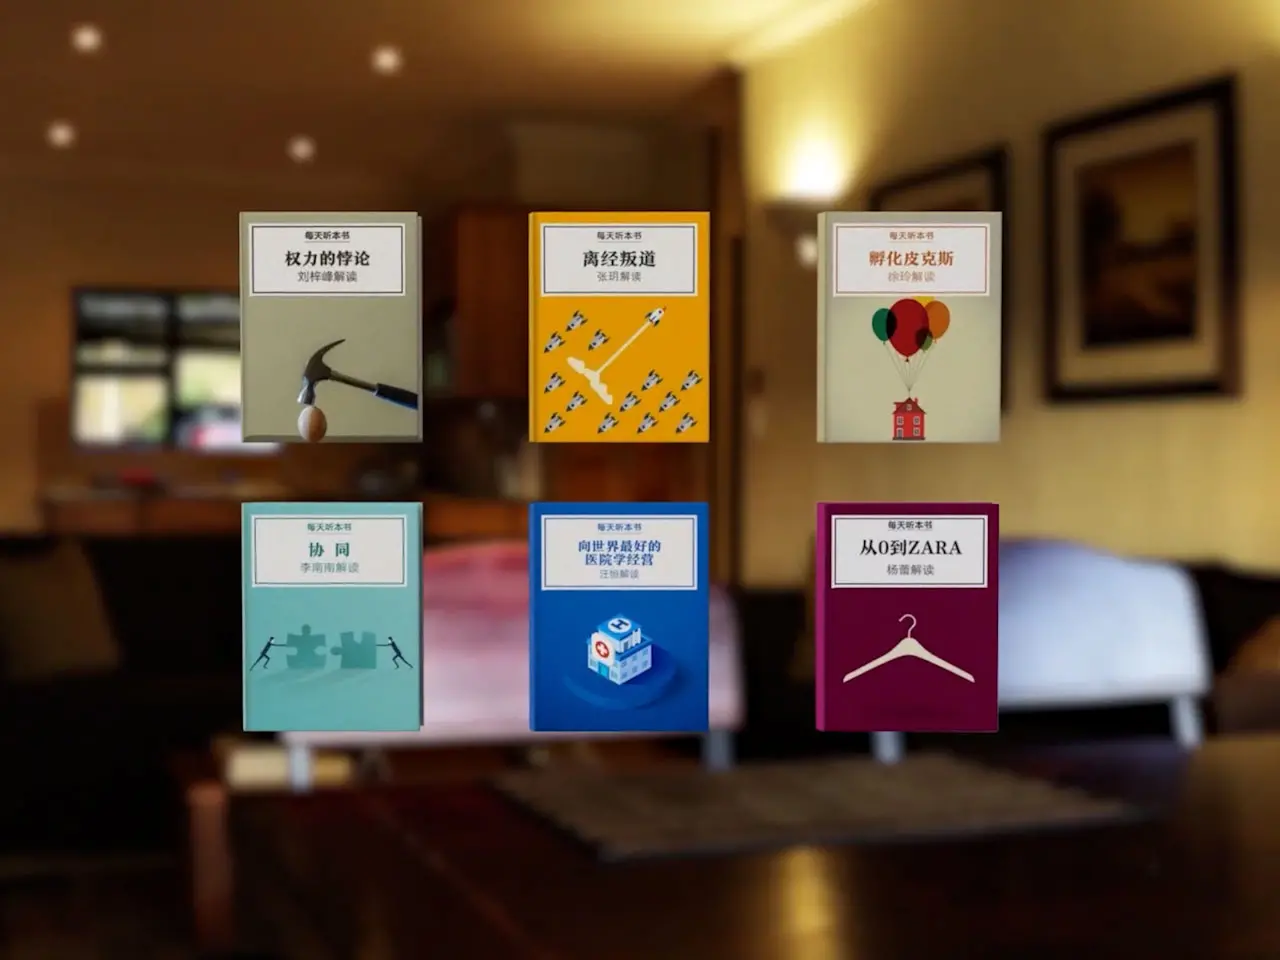 每天听本书
权力的悖论
刘梓峰解读
每天听本书
离经叛道
张玥解读
每天听本书
孵化皮克斯
徐玲解读
每天听本书
协 同
李南南解读
每天听本书
向世界最好的
医院学经营
汪恒解读
每天听本书
从0到ZARA
杨蕾解读
H